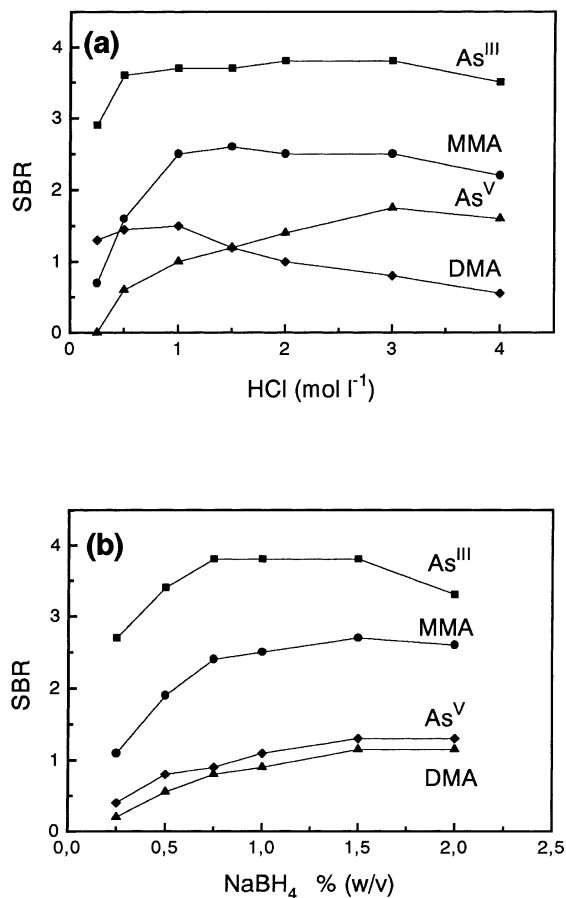 (a)
As^III
MMA
As^V
DMA
SBR
4
3
2
1
0
0 1 2 3 4
HCl (mol l^-1)
(b)
As^III
MMA
As^V
DMA
SBR
4
3
2
1
0
0,0 0,5 1,0 1,5 2,0 2,5
NaBH₄ % (w/v)